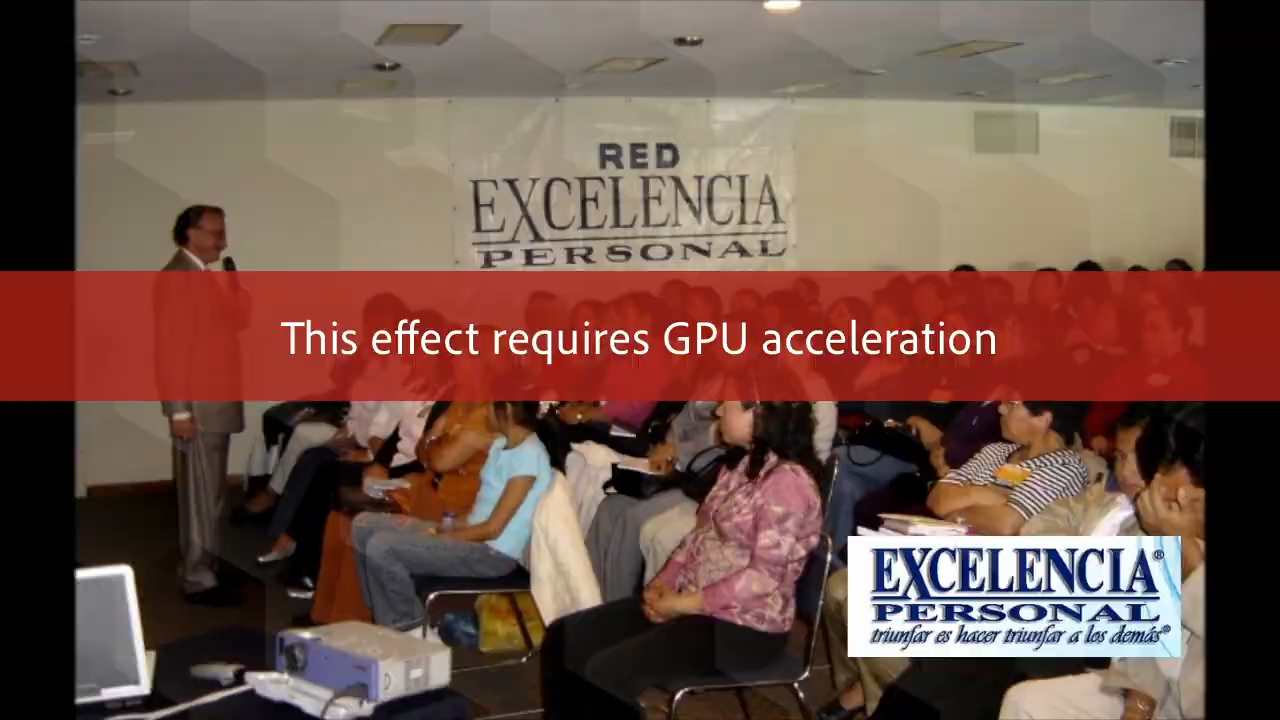 RED
EXCELENCIA
PERSONAL
This effect requires GPU acceleration
EXCELENCIA®
PERSONAL
triunfar es hacer triunfar a los demás®